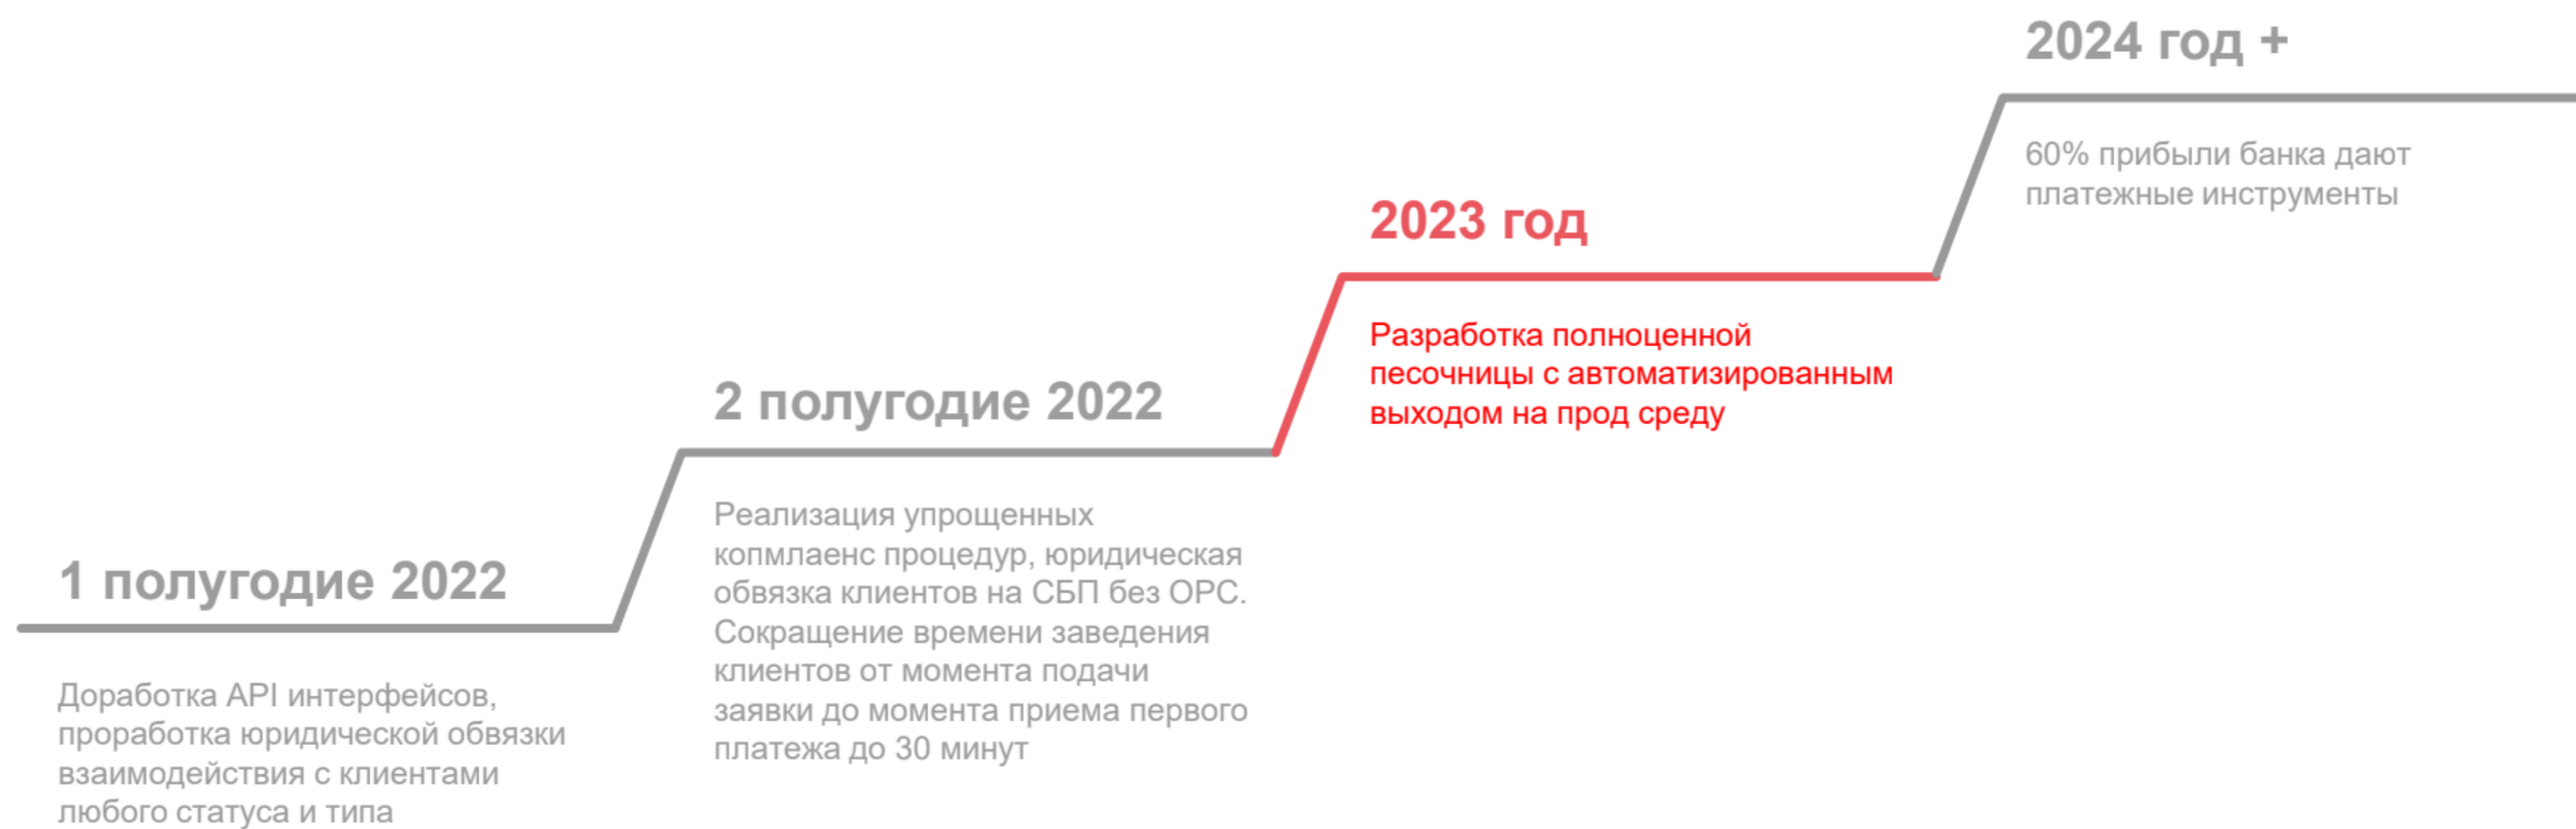 1 полугодие 2022
Доработка API интерфейсов,
проработка юридической обвязки
взаимодействия с клиентами
любого статуса и типа
2 полугодие 2022
Реализация упрощенных
копмлаенс процедур, юридическая
обвязка клиентов на СБП без ОРС.
Сокращение времени заведения
клиентов от момента подачи
заявки до момента приема первого
платежа до 30 минут
2023 год
Разработка полноценной
песочницы с автоматизированным
выходом на прод среду
2024 год +
60% прибыли банка дают
платежные инструменты